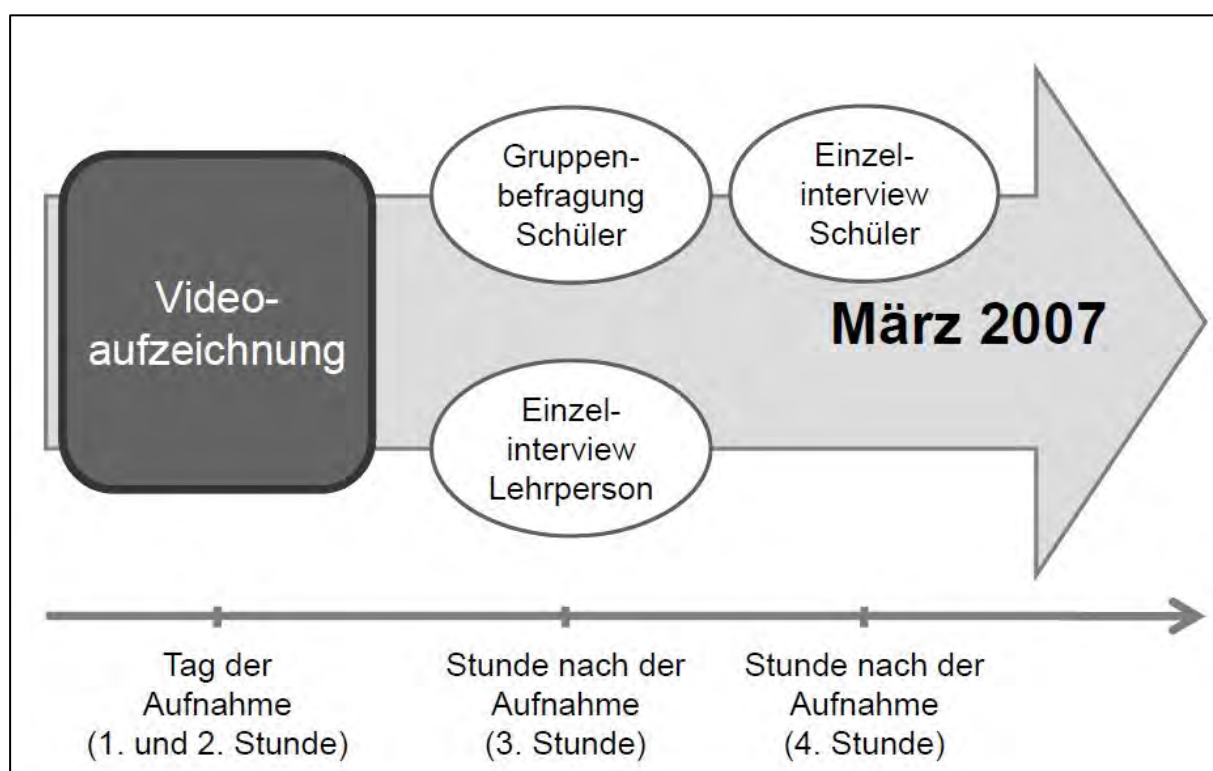 Video-
aufzeichnung
Gruppen-
befragung
Schüler
Einzel-
interview
Schüler
Einzel-
interview
Lehrperson
März 2007
Tag der
Aufnahme
(1. und 2. Stunde)
Stunde nach der
Aufnahme
(3. Stunde)
Stunde nach der
Aufnahme
(4. Stunde)